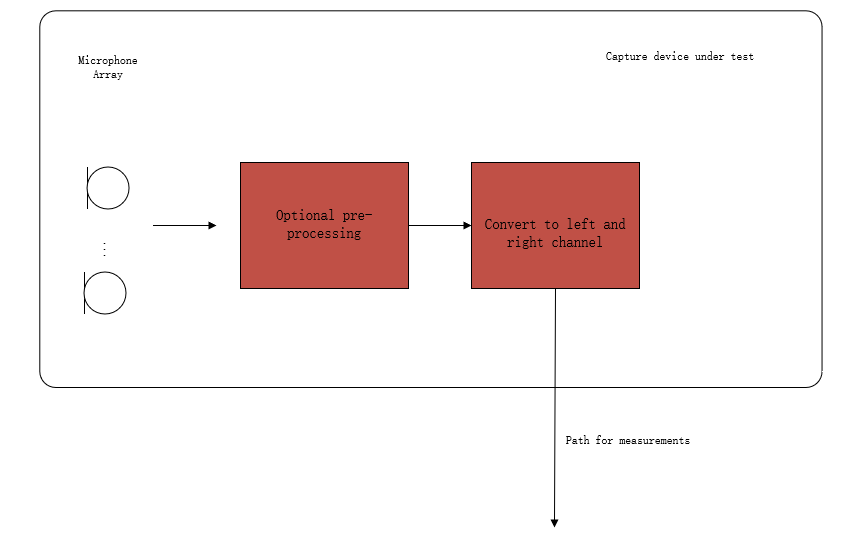 Microphone
Array
Capture device under test
Optional pre-
processing
Convert to left and
right channel
Path for measurements